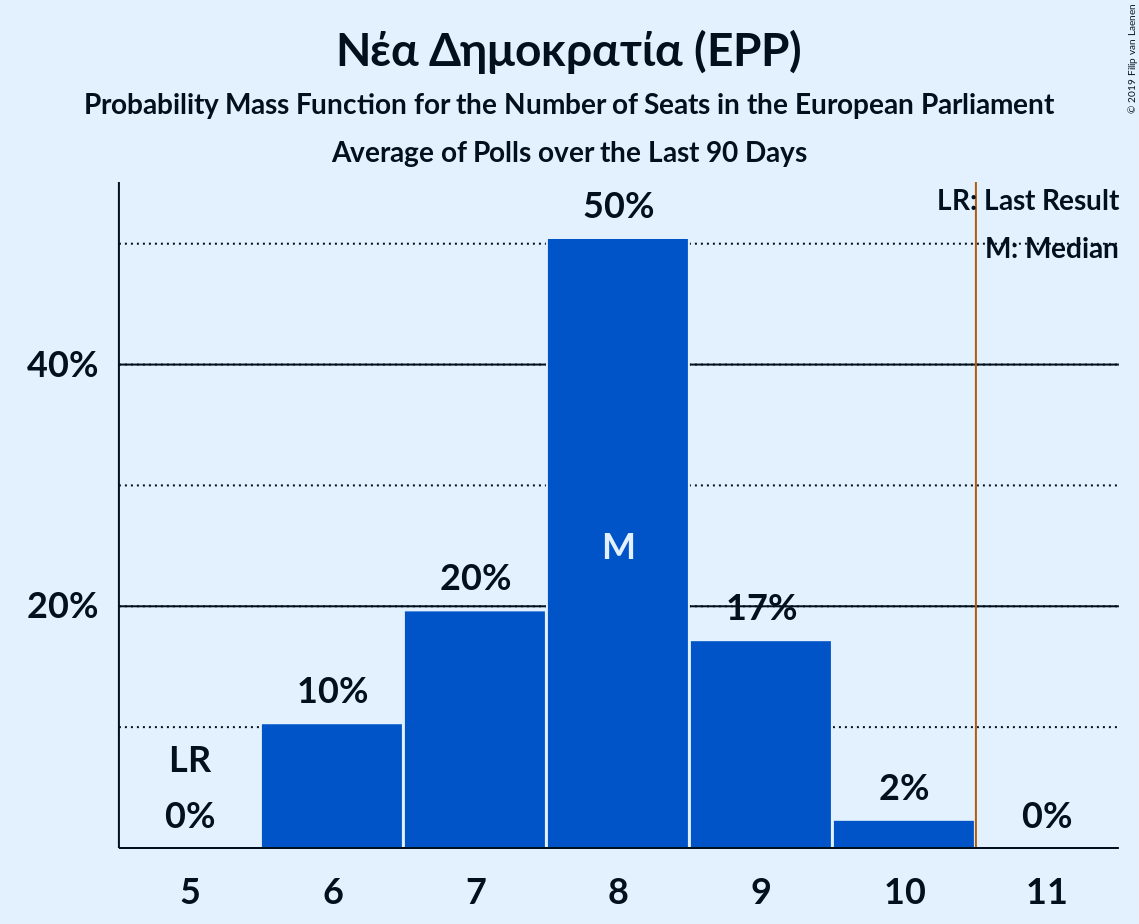 Νέα Δημοκρατία (EPP)
Probability Mass Function for the Number of Seats in the European Parliament
Average of Polls over the Last 90 Days
© 2019 Filip van Laenen
LR: Last Result
M: Median
50%
40%
M
20%
20%
17%
10%
LR
0%
2%
0%
5 6 7 8 9 10 11